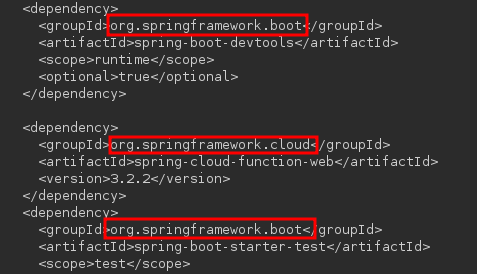 <dependency>
<groupId>org.springframework.boot</groupId>
<artifactId>spring-boot-devtools</artifactId>
<scope>runtime</scope>
<optional>true</optional>
</dependency>
<dependency>
<groupId>org.springframework.cloud</groupId>
<artifactId>spring-cloud-function-web</artifactId>
<version>3.2.2</version>
</dependency>
<dependency>
<groupId>org.springframework.boot</groupId>
<artifactId>spring-boot-starter-test</artifactId>
<scope>test</scope>